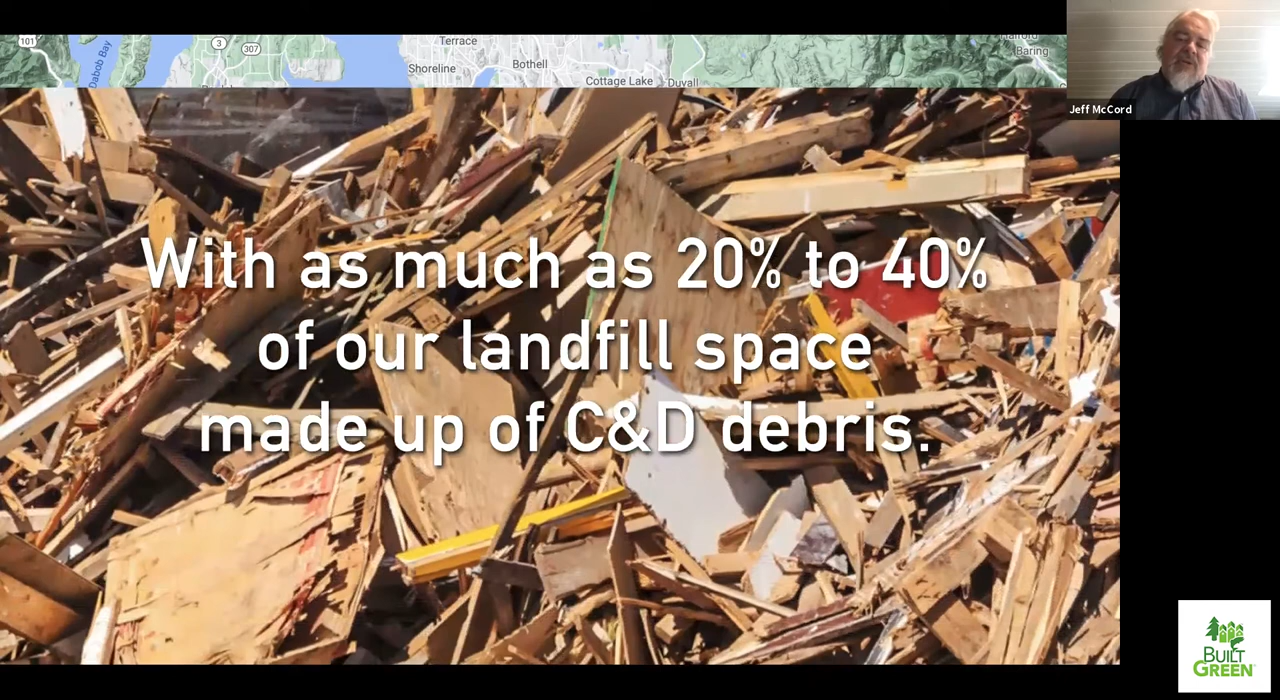 101
Dabob Bay
3
307
Terrace
Shoreline
Bothell
Cottage Lake
Duvall
Baring
Jeff McCord
With as much as 20% to 40%
of our landfill space
made up of C&D debris.
BUILT
GREEN